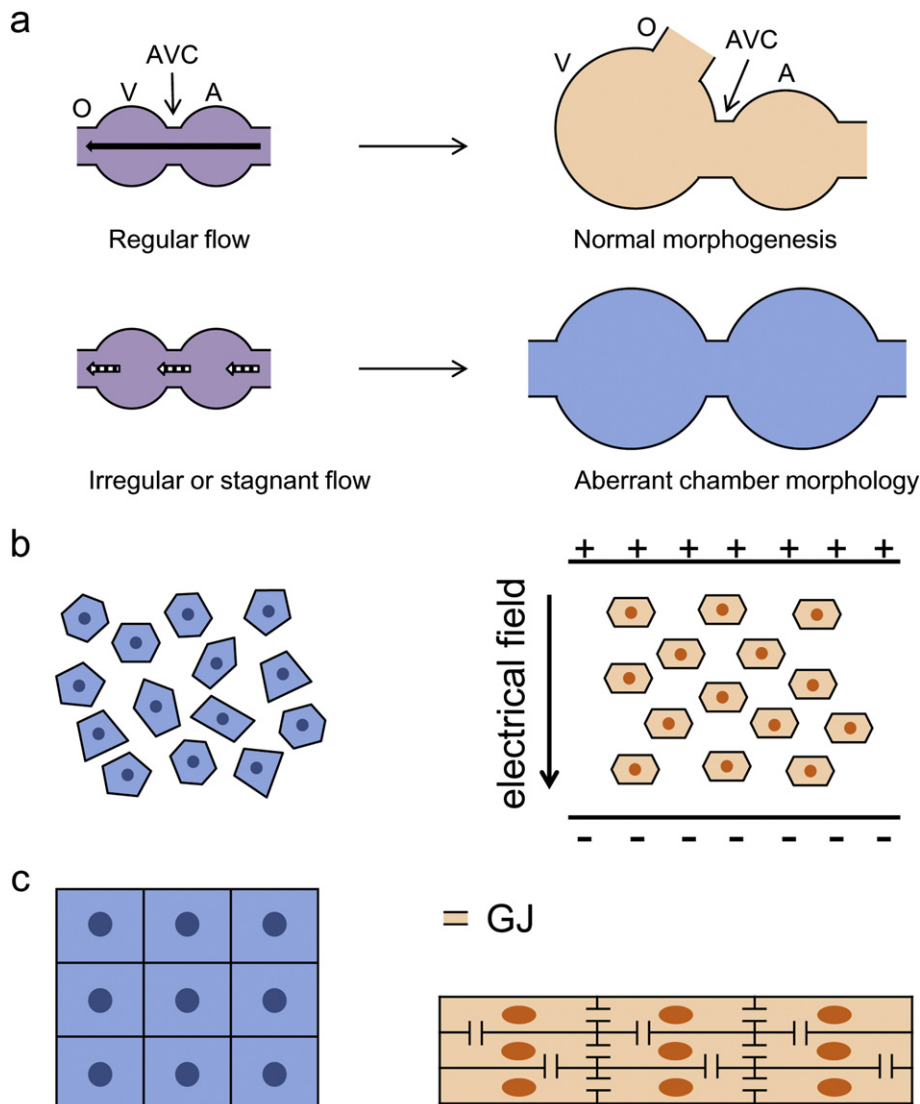 a
AVC
O V A
Regular flow
O AVC
V A
Normal morphogenesis
Irregular or stagnant flow
Aberrant chamber morphology
b
+ + + + + + +
electrical field
- - - - - - -
c
GJ